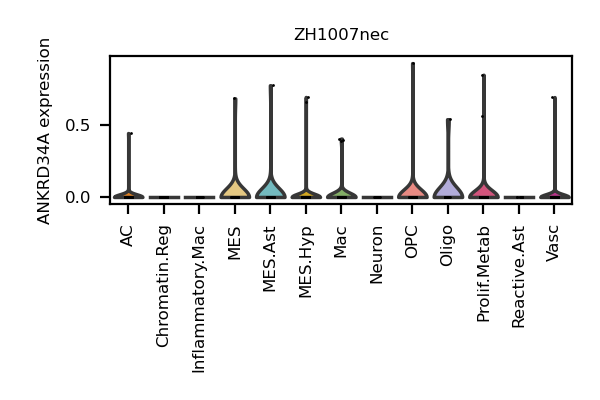 ZH1007nec
ANKRD34A expression
0.5
0.0
AC
Chromatin.Reg
Inflammatory.Mac
MES
MES.Ast
MES.Hyp
Mac
Neuron
OPC
Oligo
Prolif.Metab
Reactive.Ast
Vasc